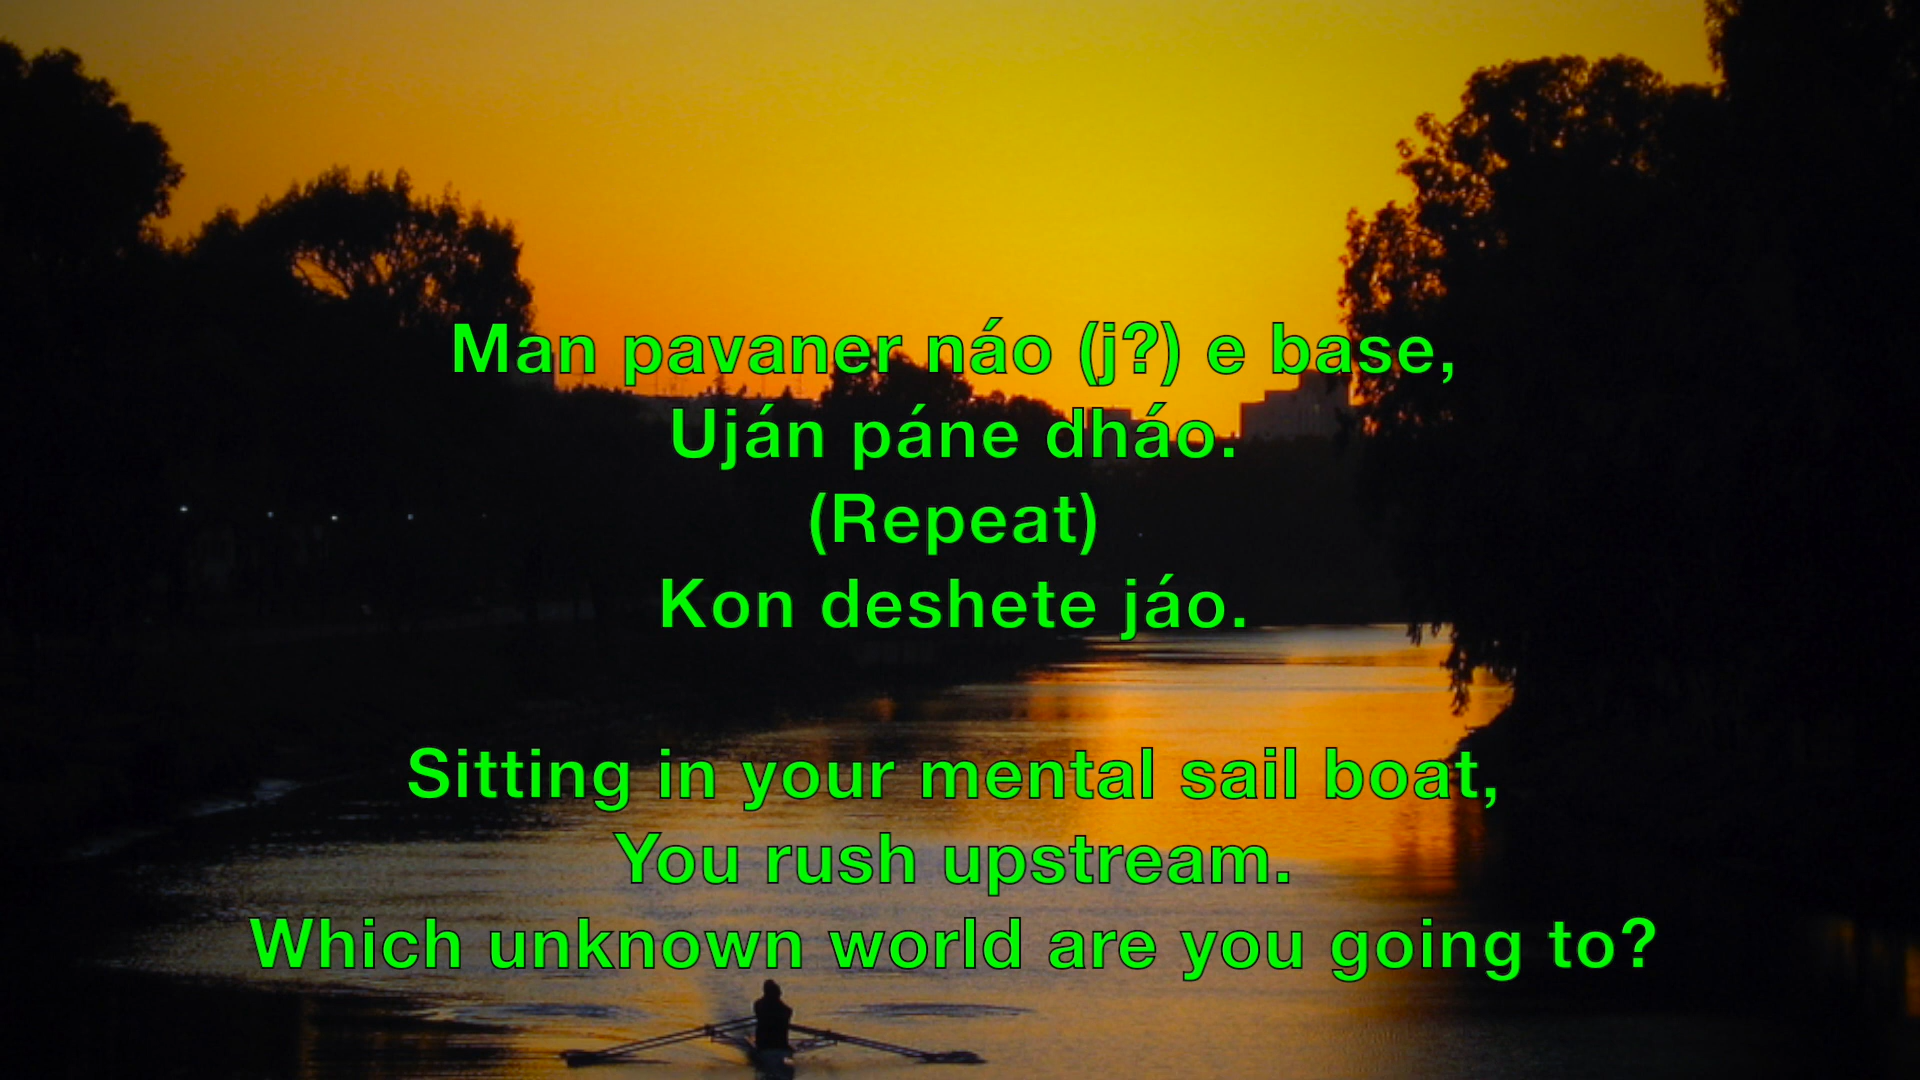 Man pavaner náo (j?) e base,
Uján páne dháo.
(Repeat)
Kon deshete jáo.
Sitting in your mental sail boat,
You rush upstream.
Which unknown world are you going to?